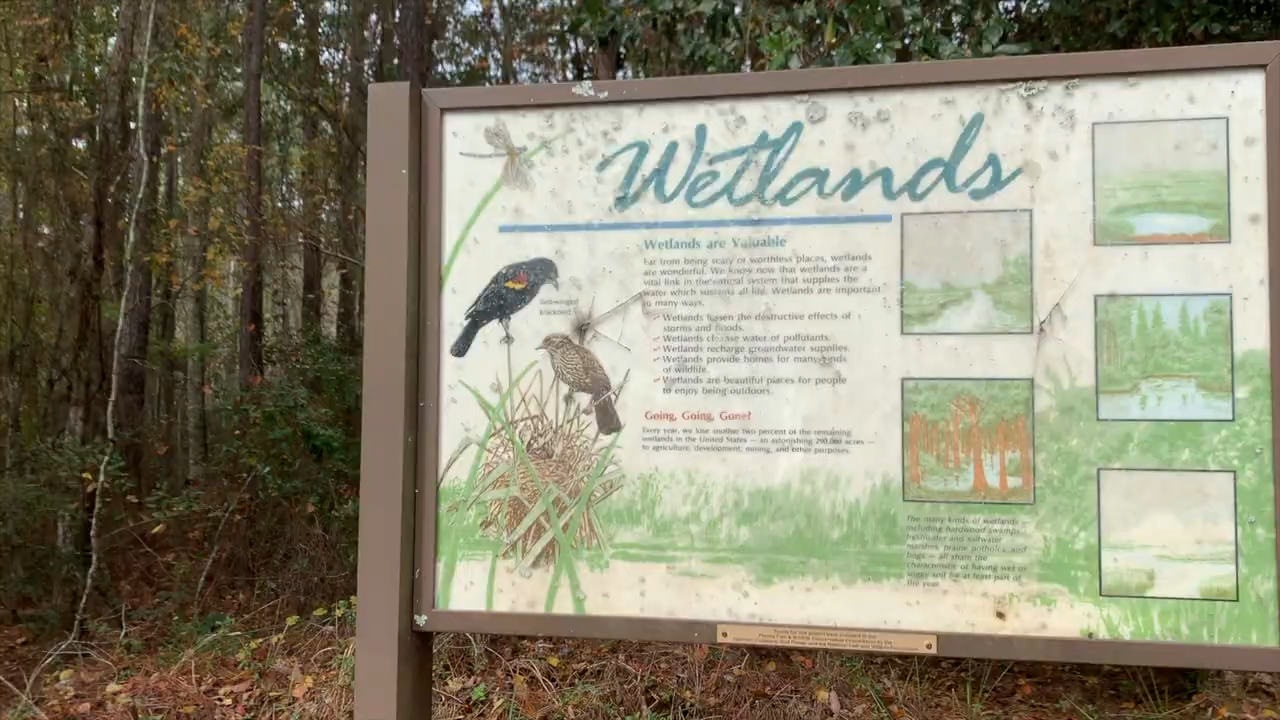 Wetlands
Wetlands are Valuable
Far from being scary or worthless places, wetlands
are wonderful. We know now that wetlands are a
vital link in the natural system that supplies the
water which sustains all life. Wetlands are important
in many ways.
Wetlands lessen the destructive effects of
storms and floods.
Wetlands cleanse water of pollutants.
Wetlands recharge groundwater supplies.
Wetlands provide homes for many kinds
of wildlife.
Wetlands are beautiful places for people
to enjoy being outdoors.
Red-winged
blackbird
Going, Going, Gone?
Every year, we lose another two percent of the remaining
wetlands in the United States — an astonishing 290,000 acres —
to agriculture, development, mining, and other purposes.
The many kinds of wetlands –
including hardwood swamps,
freshwater and saltwater
marshes, prairie potholes and
bogs — all share the
characteristic of having wet or
soggy soil for at least part of
the year.